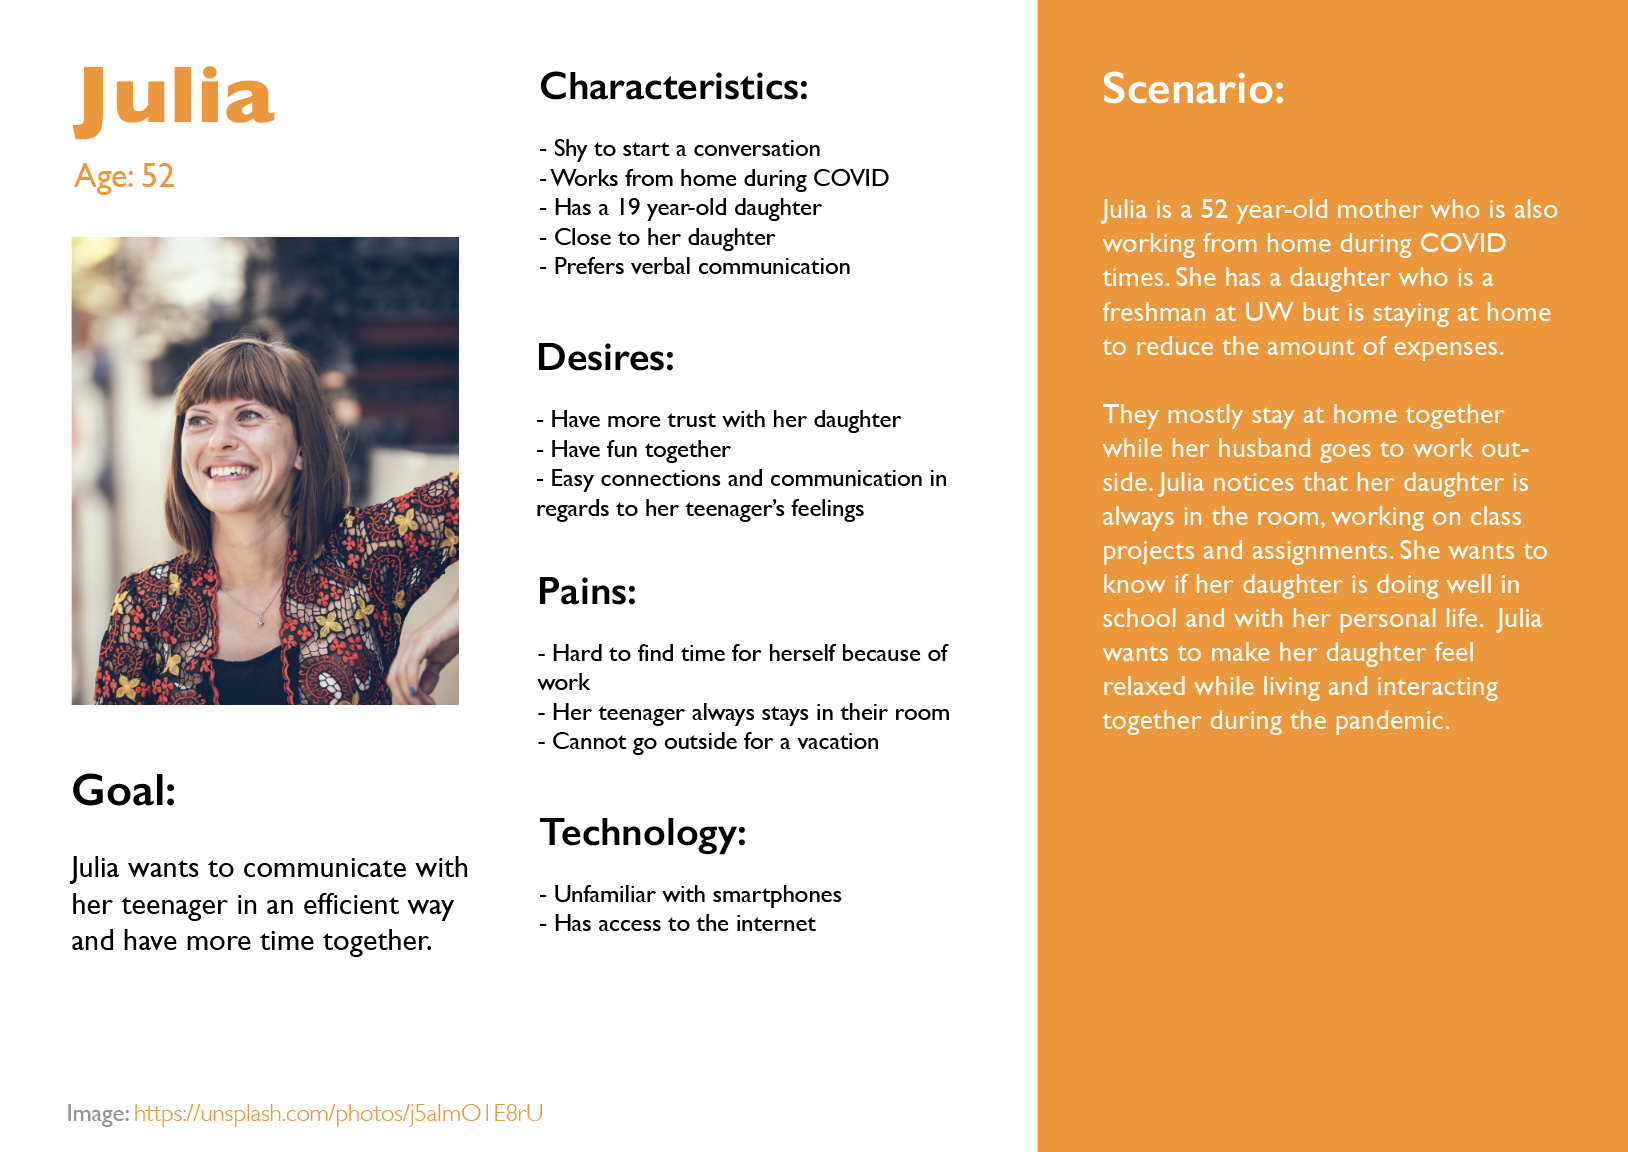 Julia
Age: 52
Goal:
Julia wants to communicate with
her teenager in an efficient way
and have more time together.
Characteristics:
- Shy to start a conversation
- Works from home during COVID
- Has a 19 year-old daughter
- Close to her daughter
- Prefers verbal communication
Desires:
- Have more trust with her daughter
- Have fun together
- Easy connections and communication in
regards to her teenager’s feelings
Pains:
- Hard to find time for herself because of
work
- Her teenager always stays in their room
- Cannot go outside for a vacation
Technology:
- Unfamiliar with smartphones
- Has access to the internet
Scenario:
Julia is a 52 year-old mother who is also
working from home during COVID
times. She has a daughter who is a
freshman at UW but is staying at home
to reduce the amount of expenses.
They mostly stay at home together
while her husband goes to work out-
side. Julia notices that her daughter is
always in the room, working on class
projects and assignments. She wants to
know if her daughter is doing well in
school and with her personal life.  Julia
wants to make her daughter feel
relaxed while living and interacting
together during the pandemic.
Image: https://unsplash.com/photos/j5almO1E8rU